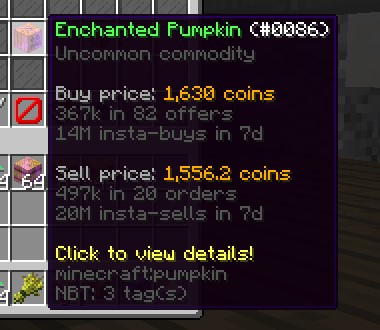 Enchanted Pumpkin (#0086)
Uncommon commodity
Buy price: 1,630 coins
367k in 82 offers
14M insta-buys in 7d
Sell price: 1,556.2 coins
497k in 20 orders
20M insta-sells in 7d
64
Click to view details!
minecraft:pumpkin
NBT: 3 tag(s)